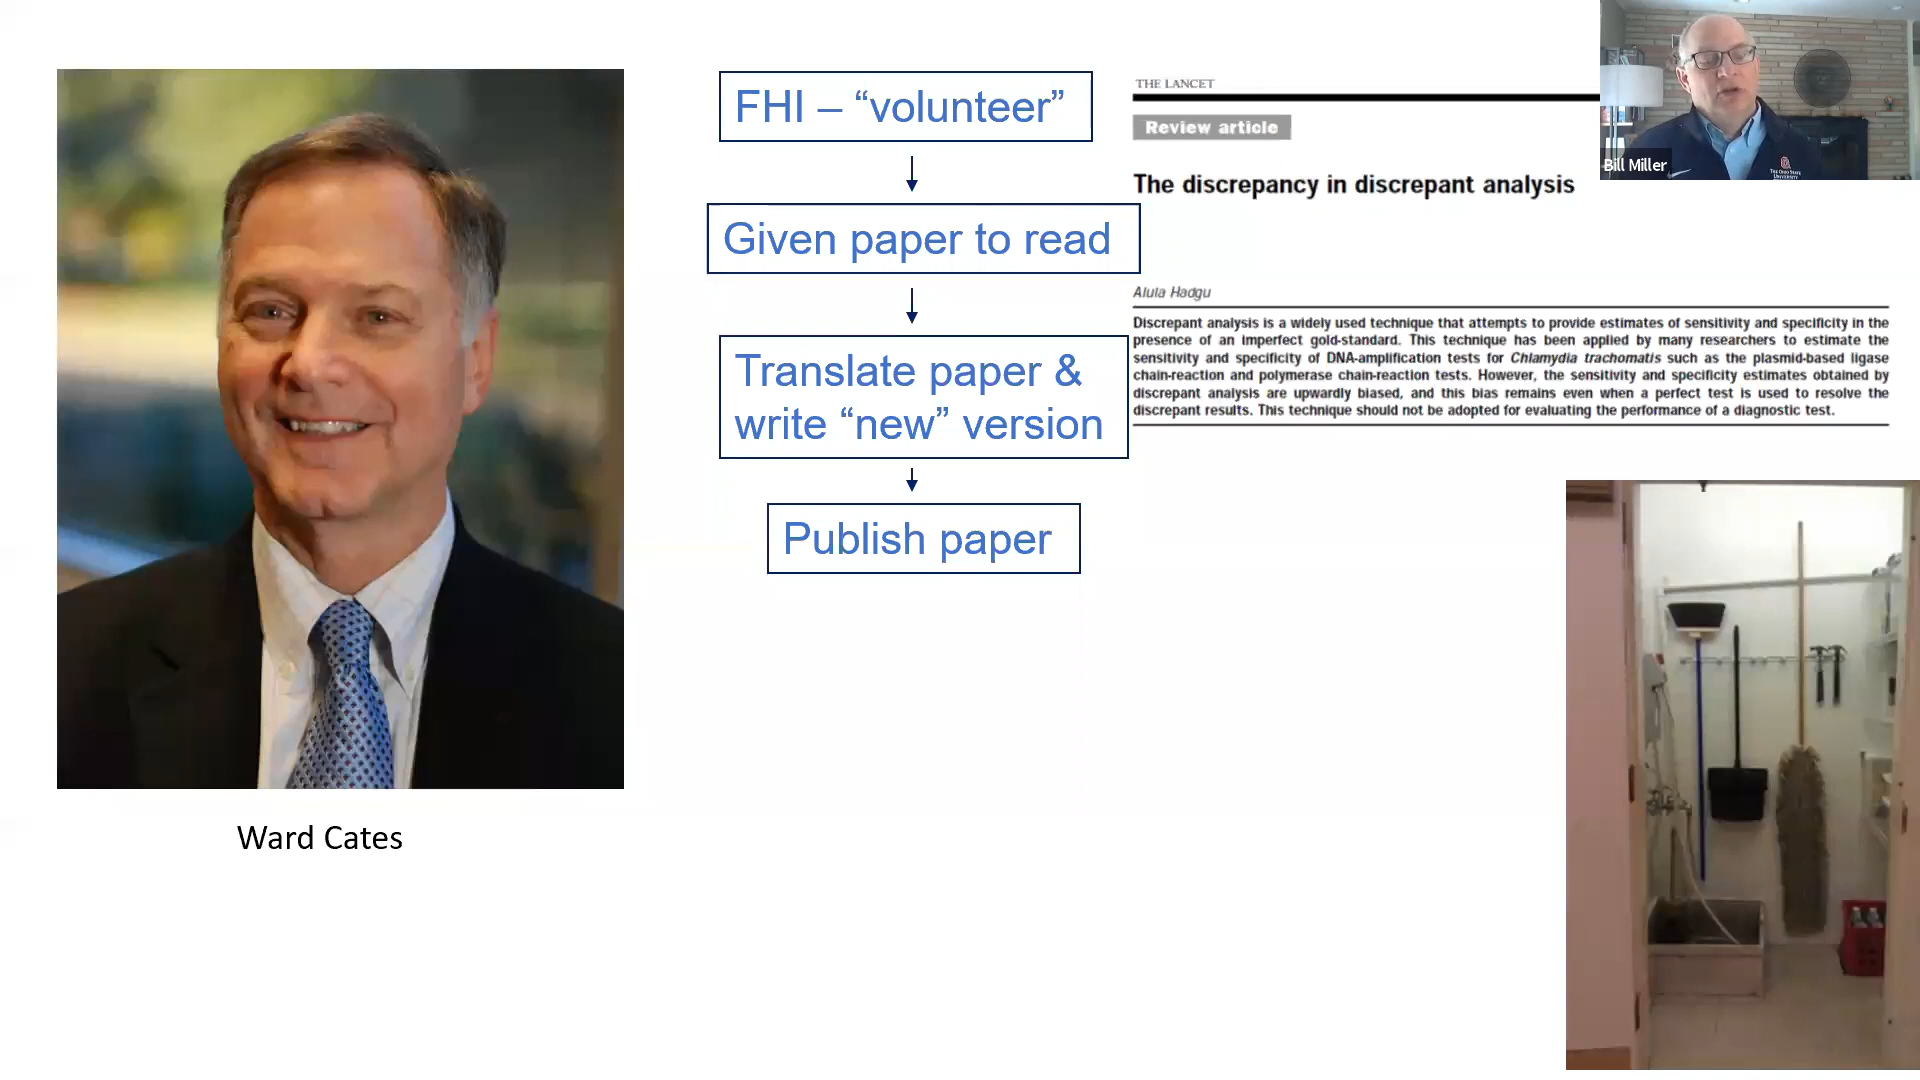 FHI – “volunteer”
Given paper to read
Translate paper &
write “new” version
Publish paper
THE LANCET
Review article
The discrepancy in discrepant analysis
Alula Hadgu
Discrepant analysis is a widely used technique that attempts to provide estimates of sensitivity and specificity in the
presence of an imperfect gold-standard. This technique has been applied by many researchers to estimate the
sensitivity and specificity of DNA-amplification tests for Chlamydia trachomatis such as the plasmid-based ligase
chain-reaction and polymerase chain-reaction tests. However, the sensitivity and specificity estimates obtained by
discrepant analysis are upwardly biased, and this bias remains even when a perfect test is used to resolve the
discrepant results. This technique should not be adopted for evaluating the performance of a diagnostic test.
Bill Miller
THE OHIO STATE
UNIVERSITY
Ward Cates